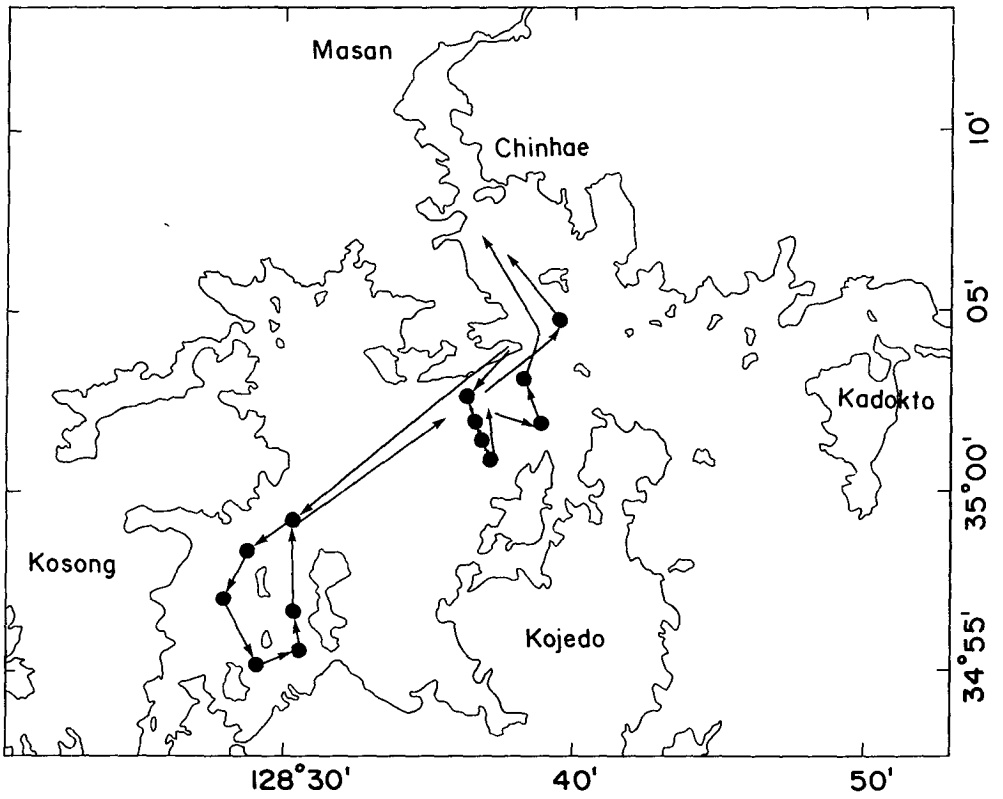 Masan
Chinhae
10'
05'
Kadokto
35°00'
Kosong
Kojedo
34°55'
128°30'
40'
50'